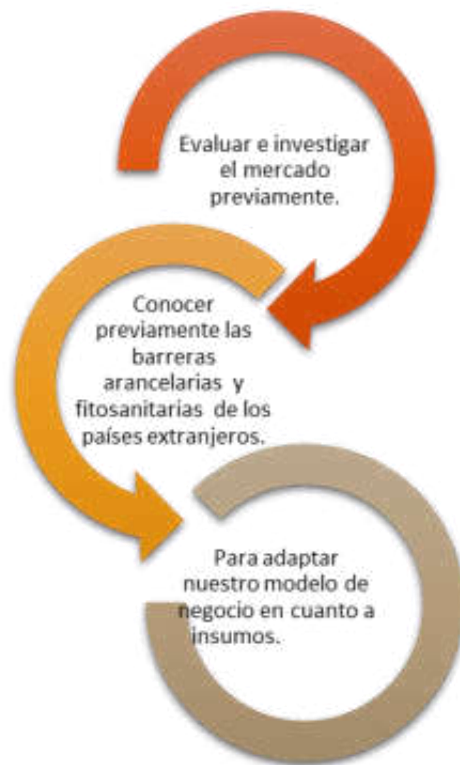 Evaluar e investigar
el mercado
previamente.
Conocer
previamente las
barreras
arancelarias y
fitosanitarias de los
países extranjeros.
Para adaptar
nuestro modelo de
negocio en cuanto a
insumos.